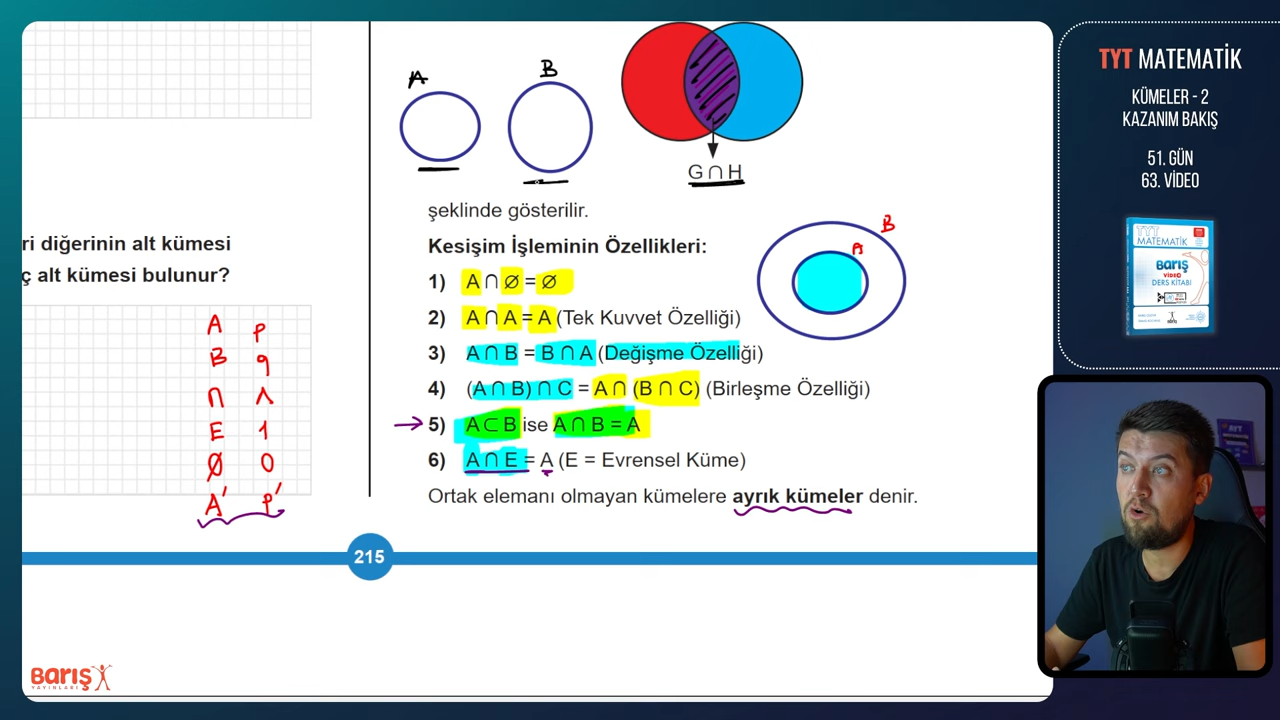 A
B
G ∩ H
şeklinde gösterilir.
Kesişim İşleminin Özellikleri:
1) A ∩ ∅ = ∅
2) A ∩ A = A (Tek Kuvvet Özelliği)
3) A ∩ B = B ∩ A (Değişme Özelliği)
4) (A ∩ B) ∩ C = A ∩ (B ∩ C) (Birleşme Özelliği)
5) A ⊂ B ise A ∩ B = A
6) A ∩ E = A (E = Evrensel Küme)
Ortak elemanı olmayan kümelere ayrık kümeler denir.
B
A
ri diğerinin alt kümesi
ç alt kümesi bulunur?
A p
B q
∩ ∧
E 1
∅ 0
A' p'
215
BARIŞ
YAYINLARI
TYT MATEMATİK
KÜMELER - 2
KAZANIM BAKIŞ
51. GÜN
63. VİDEO
TYT
MATEMATİK
BARIŞ
VİDEO
DERS KİTABI